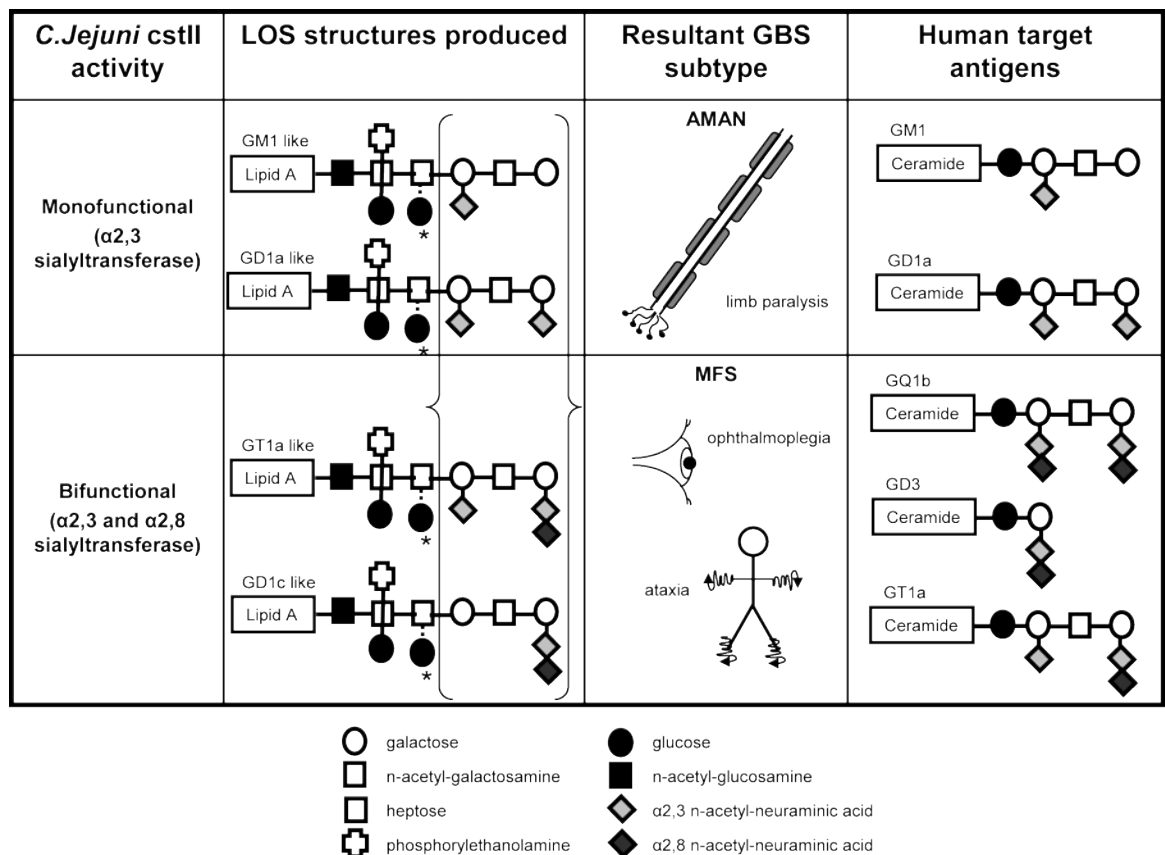 C.Jejuni cstII
activity
LOS structures produced
Resultant GBS
subtype
Human target
antigens
Monofunctional
(α2,3
sialyltransferase)
GM1 like
Lipid A
*
GD1a like
Lipid A
*
AMAN
limb paralysis
GM1
Ceramide
GD1a
Ceramide
Bifunctional
(α2,3 and α2,8
sialyltransferase)
GT1a like
Lipid A
*
GD1c like
Lipid A
*
MFS
ophthalmoplegia
ataxia
GQ1b
Ceramide
GD3
Ceramide
GT1a
Ceramide
galactose
n-acetyl-galactosamine
heptose
phosphorylethanolamine
glucose
n-acetyl-glucosamine
α2,3 n-acetyl-neuraminic acid
α2,8 n-acetyl-neuraminic acid